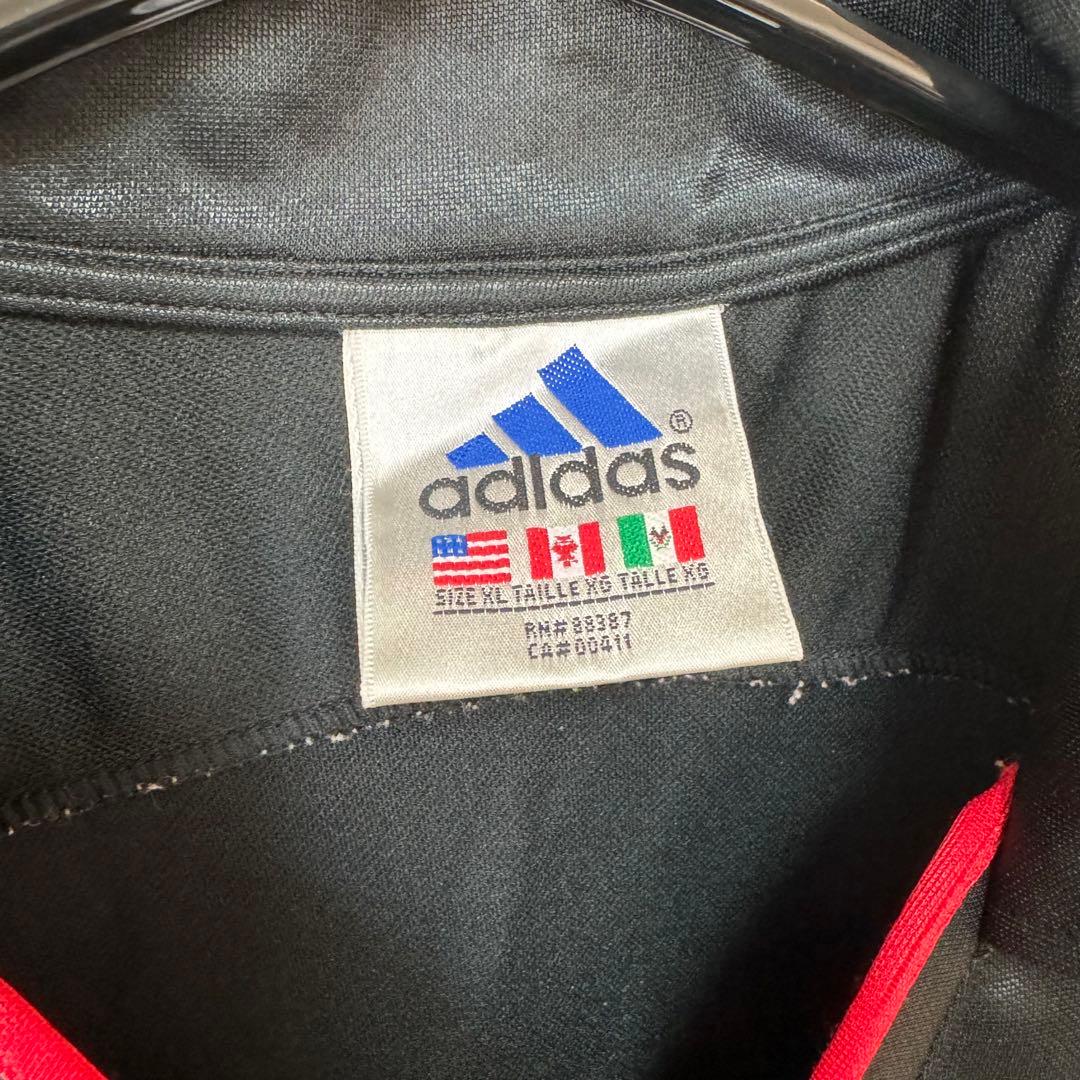 adidas®
SIZE XL TAILLE XG TALLE XG
RN# 88387
CA# 00411